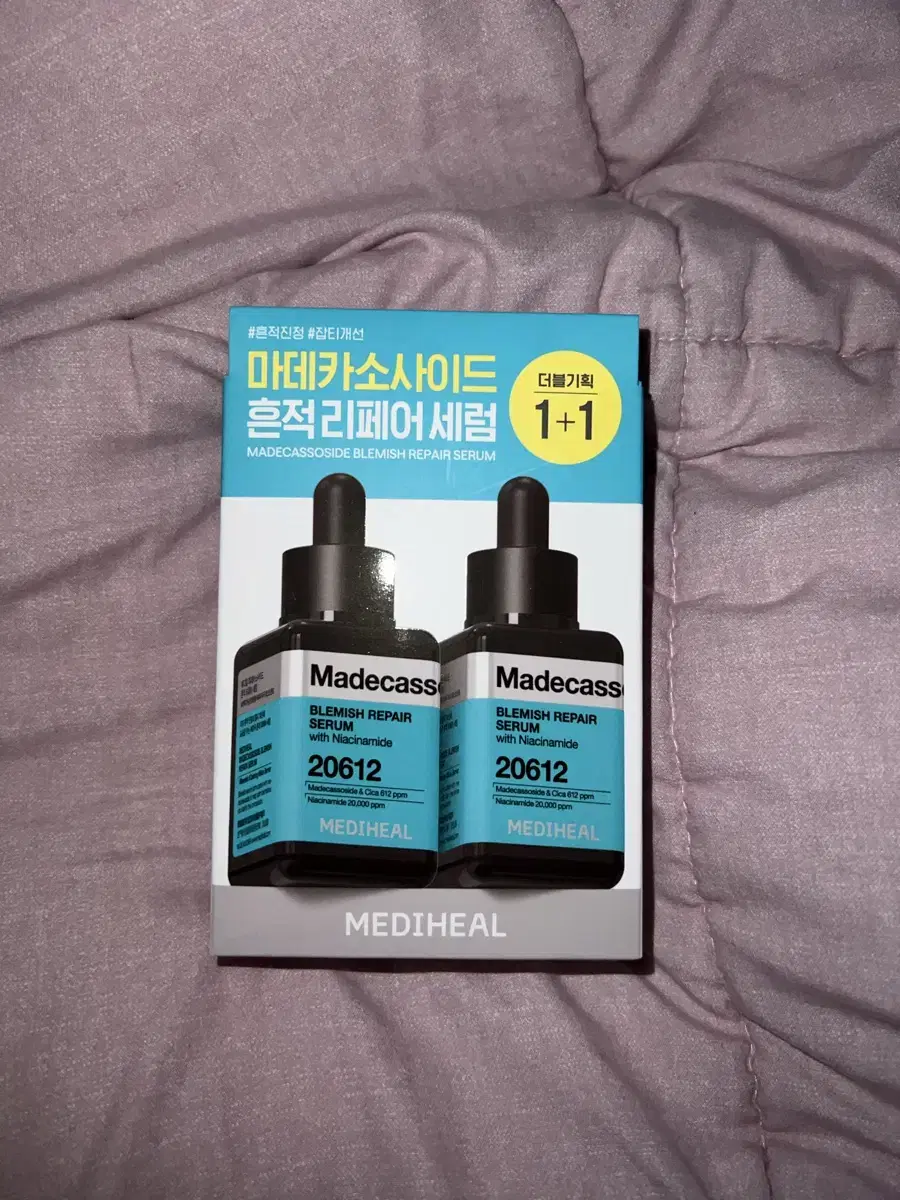 #흔적진정 #잡티개선
마데카소사이드
흔적 리페어 세럼
MADECASSOSIDE BLEMISH REPAIR SERUM
더블기획
1+1
Madecass
BLEMISH REPAIR
SERUM
with Niacinamide
20612
Madecassoside & Cica 612 ppm
Niacinamide 20,000 ppm
MEDIHEAL
Madecass
BLEMISH REPAIR
SERUM
with Niacinamide
20612
Madecassoside & Cica 612 ppm
Niacinamide 20,000 ppm
MEDIHEAL
MEDIHEAL